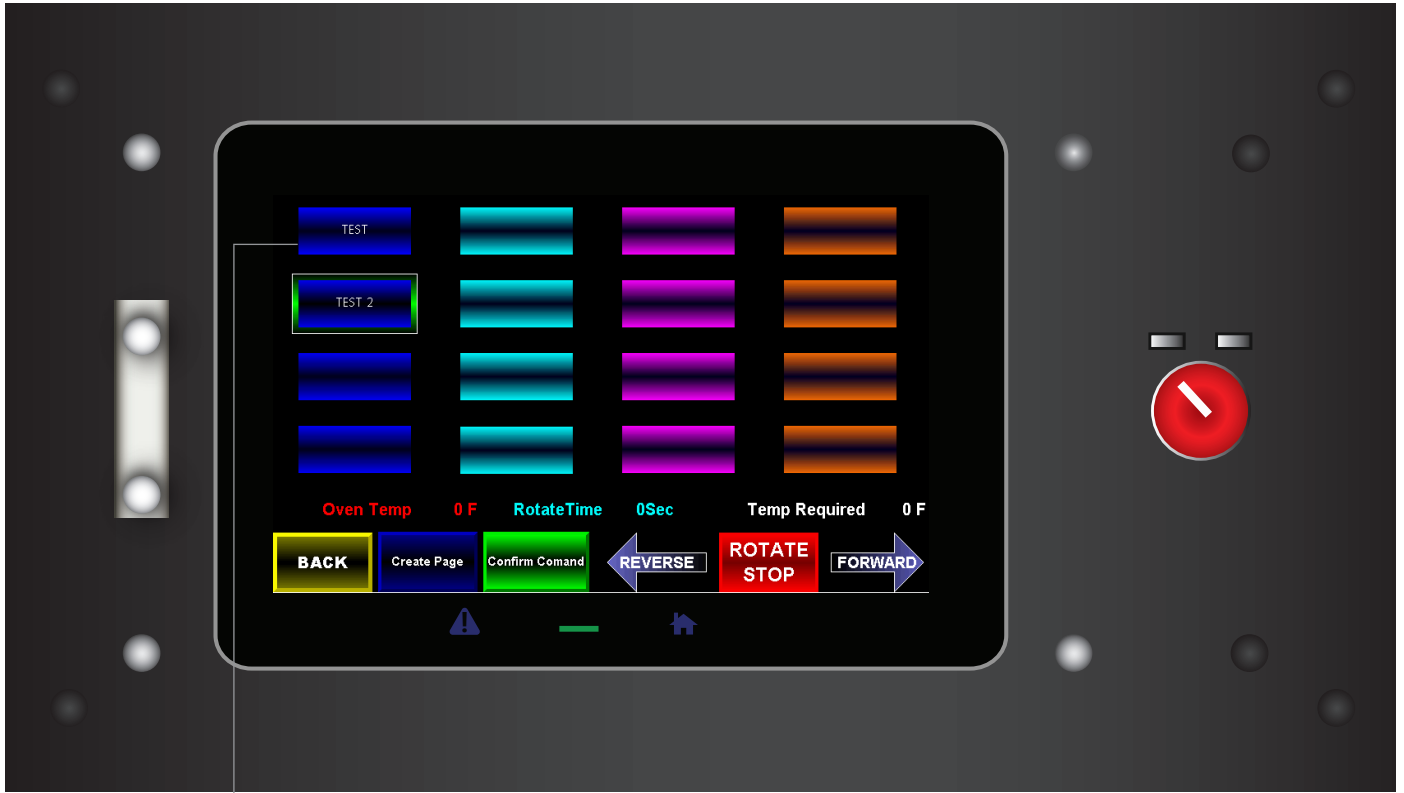 TEST
TEST 2
Oven Temp 0 F RotateTime 0Sec Temp Required 0 F
BACK
Create Page
Confirm Comand
REVERSE
ROTATE
STOP
FORWARD